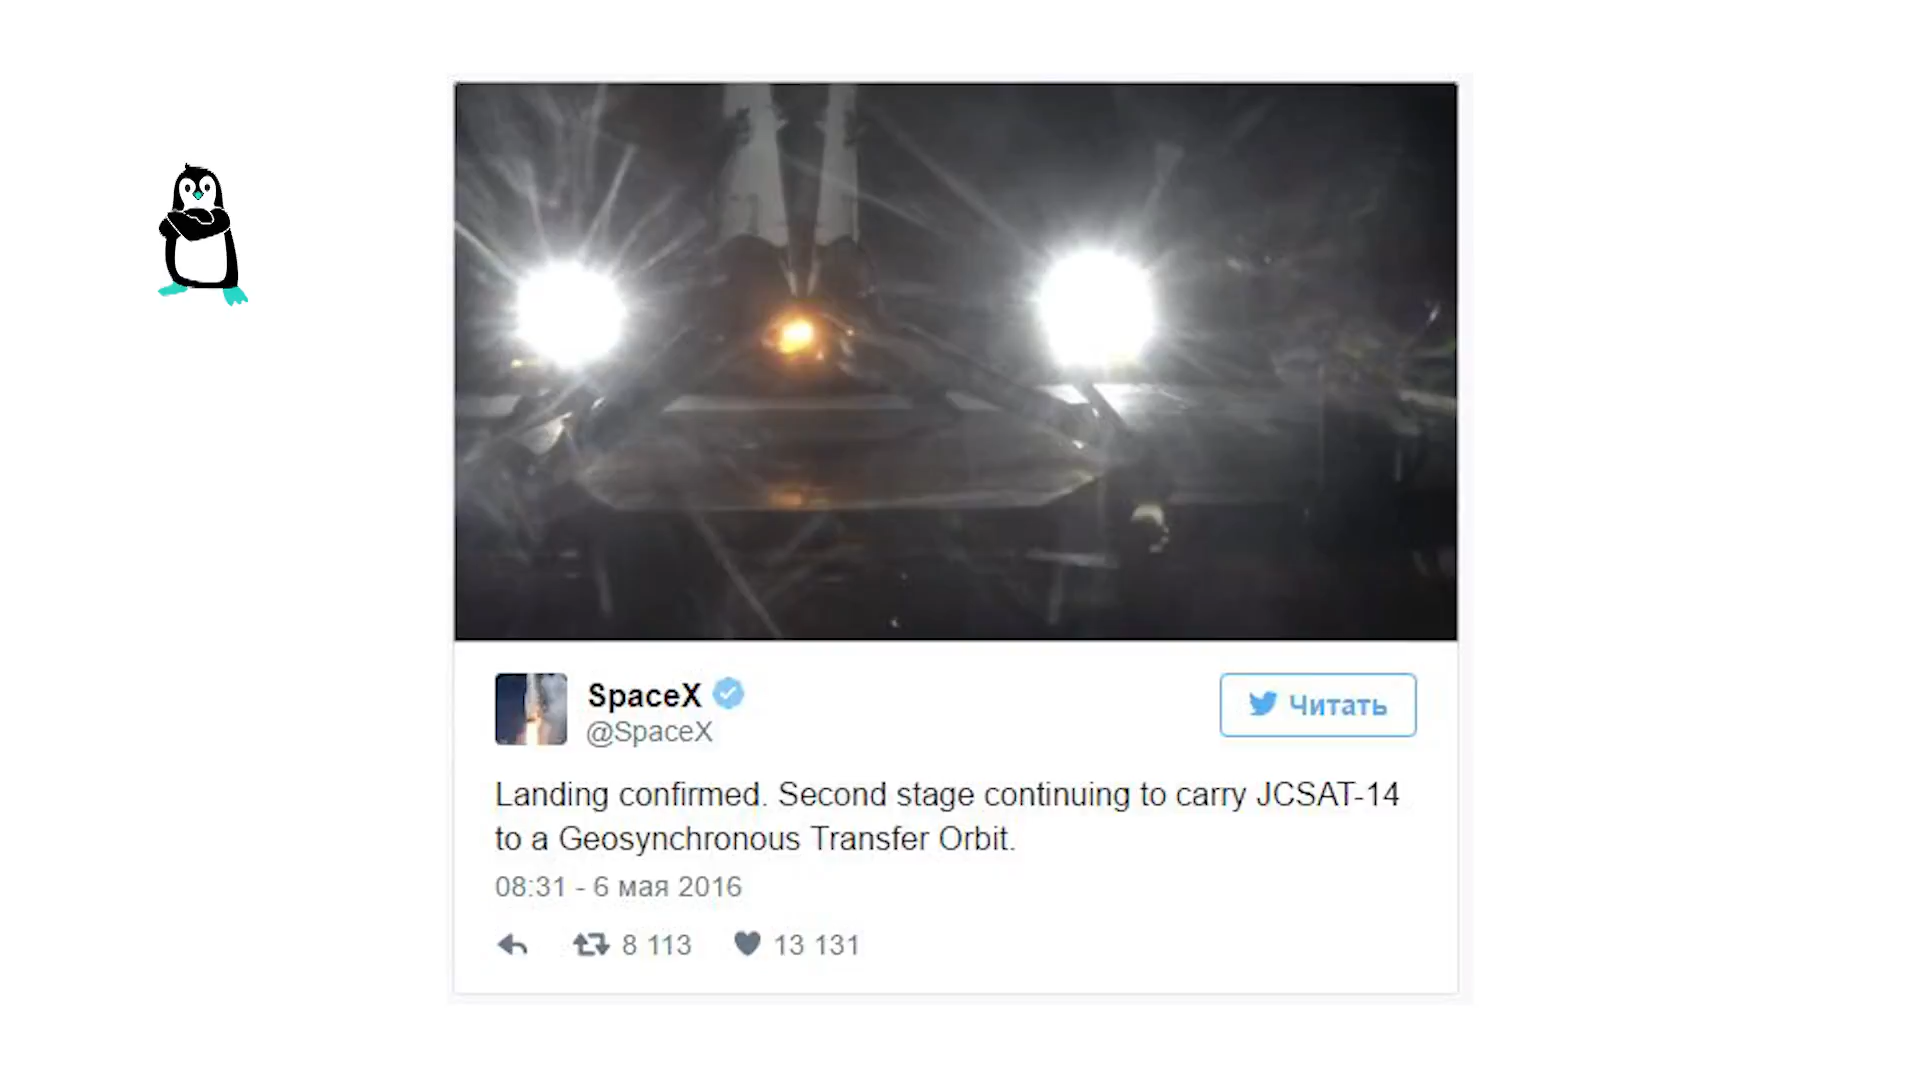 SpaceX
@SpaceX
Читать
Landing confirmed. Second stage continuing to carry JCSAT-14
to a Geosynchronous Transfer Orbit.
08:31 - 6 мая 2016
8 113 13 131